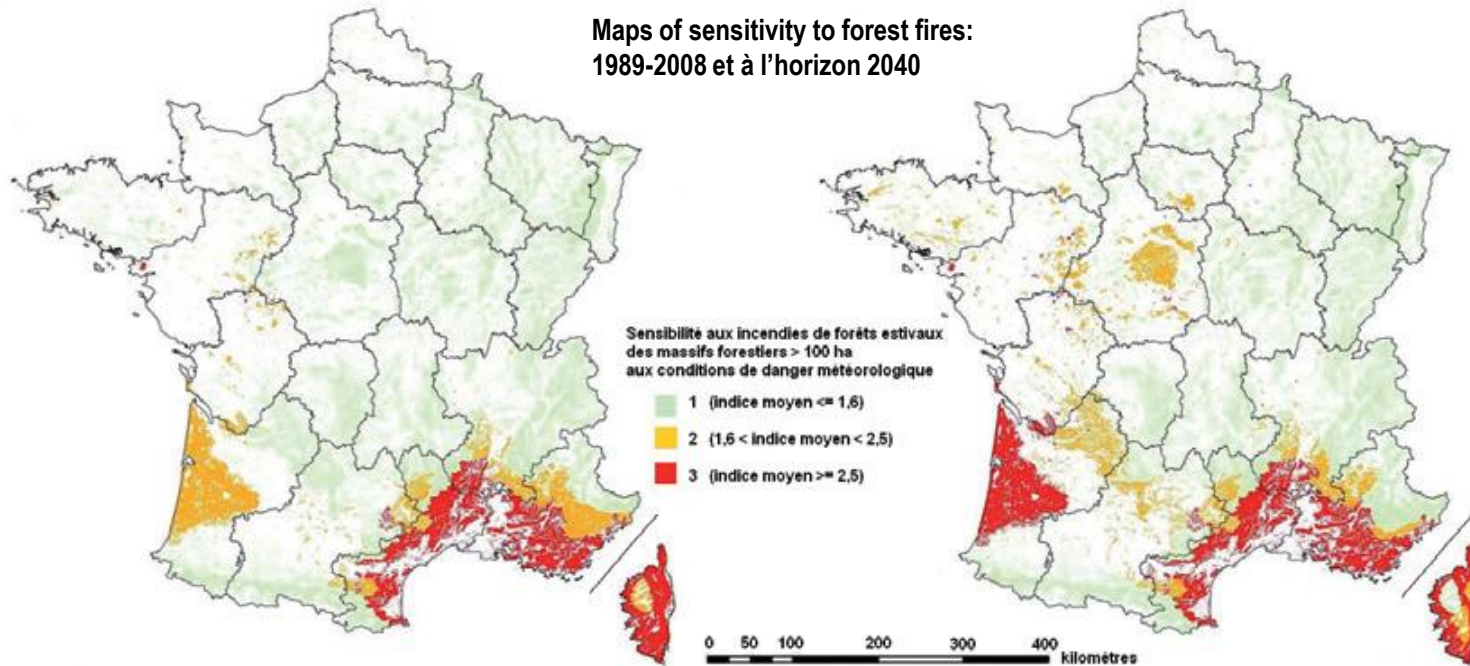 Maps of sensitivity to forest fires:
1989-2008 et à l’horizon 2040
Sensibilité aux incendies de forêts estivaux
des massifs forestiers > 100 ha
aux conditions de danger météorologique
1 (indice moyen <= 1,6)
2 (1,6 < indice moyen < 2,5)
3 (indice moyen >= 2,5)
0 50 100 200 300 400
kilomètres